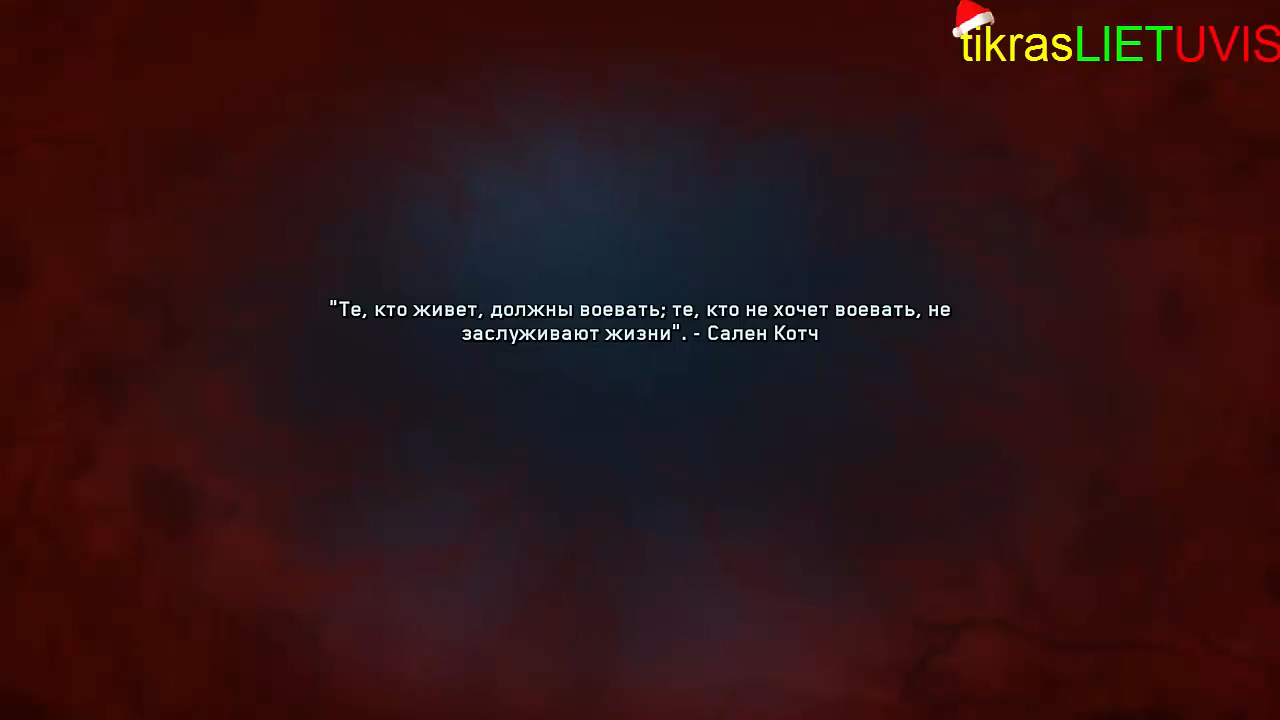 tikrasLIETUVIS
"Те, кто живет, должны воевать; те, кто не хочет воевать, не
заслуживают жизни". - Сален Котч